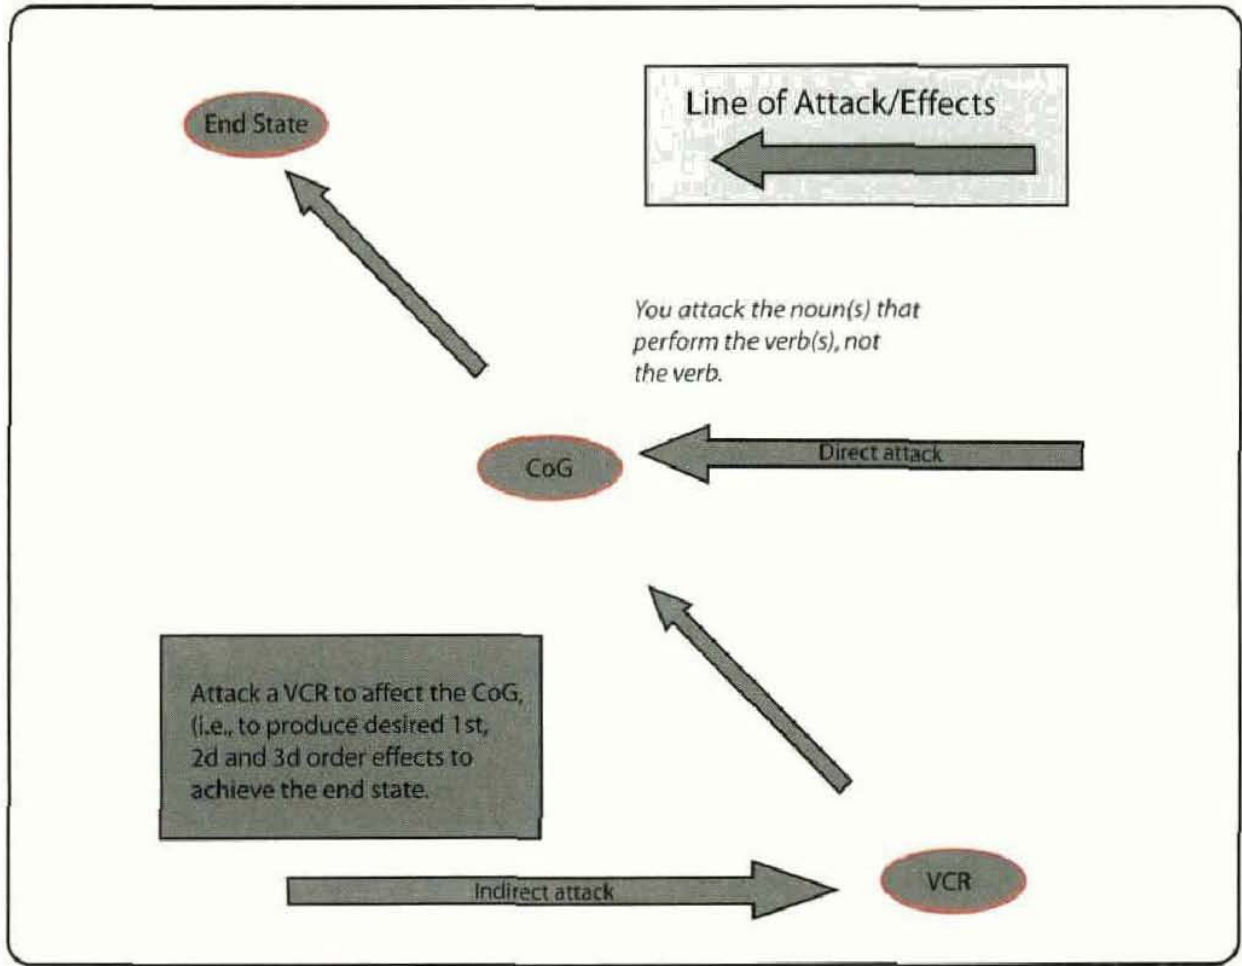 End State
Line of Attack/Effects
You attack the noun(s) that
perform the verb(s), not
the verb.
Direct attack
CoG
Attack a VCR to affect the CoG,
(i.e., to produce desired 1st,
2d and 3d order effects to
achieve the end state.
Indirect attack
VCR